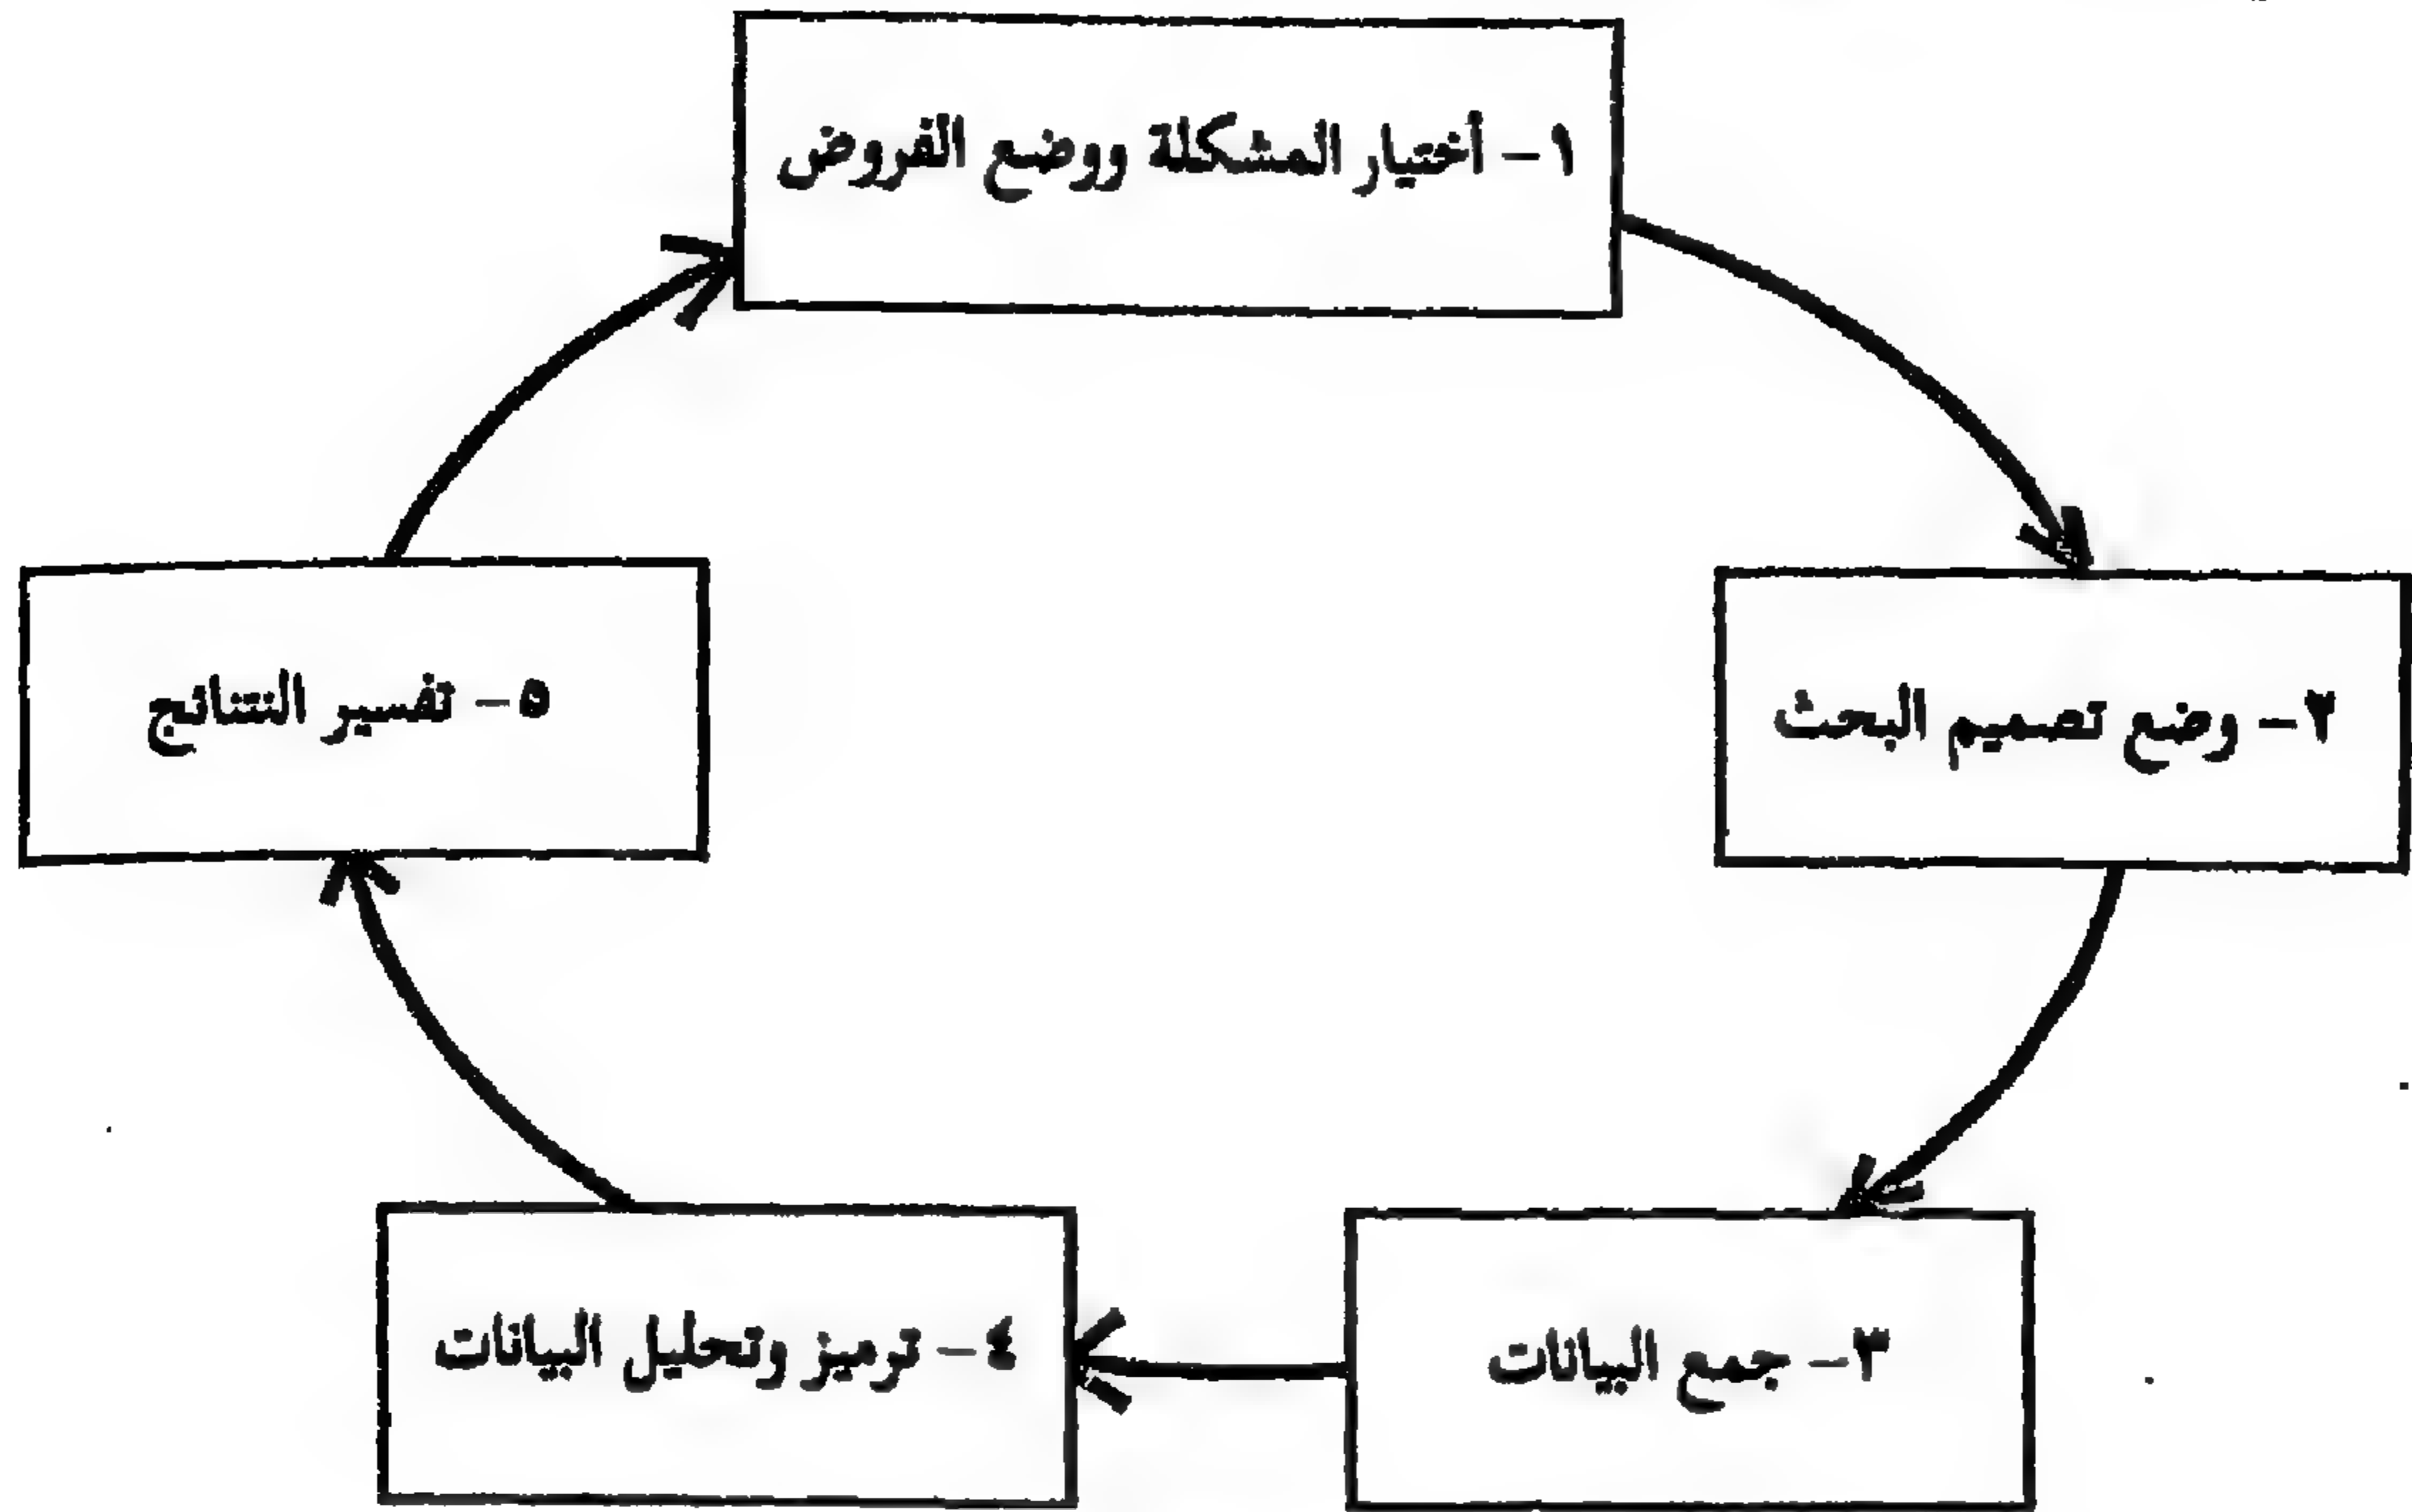 ١- أختيار المشكلة ووضع الفروض
٢- وضع تصميم البحث
٣- جمع البيانات
٤- ترميز وتحليل البيانات
٥- تفسير النتائج